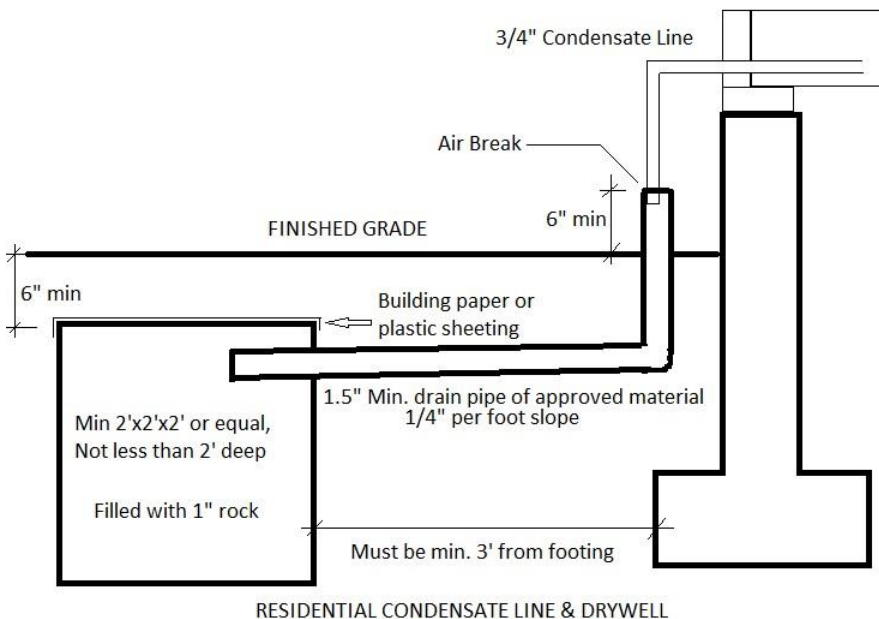 3/4" Condensate Line
Air Break
6" min
FINISHED GRADE
6" min
Building paper or
plastic sheeting
1.5" Min. drain pipe of approved material
1/4" per foot slope
Min 2'x2'x2' or equal,
Not less than 2' deep
Filled with 1" rock
Must be min. 3' from footing
RESIDENTIAL CONDENSATE LINE & DRYWELL